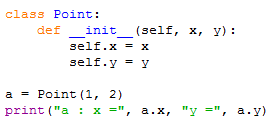 class Point:
    def __init__(self, x, y):
        self.x = x
        self.y = y

a = Point(1, 2)
print("a : x =", a.x, "y =", a.y)